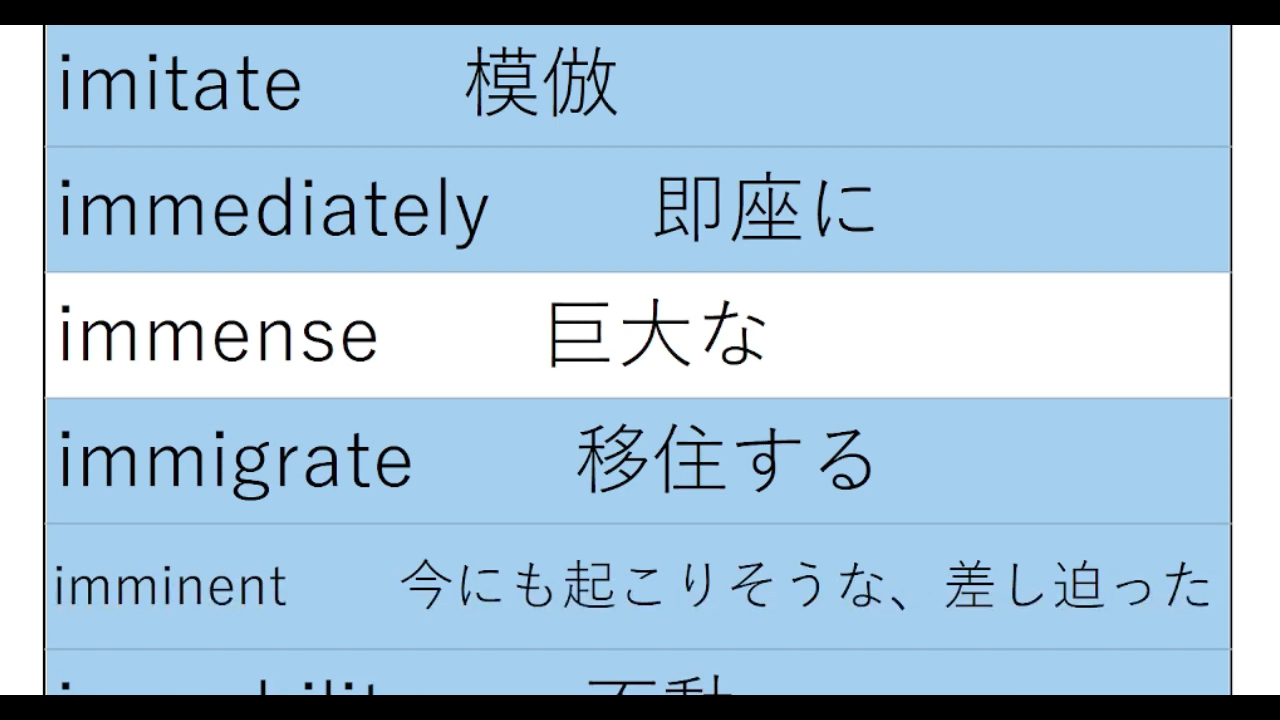 imitate 模倣
immediately 即座に
immense 巨大な
immigrate 移住する
imminent 今にも起こりそうな、差し迫った